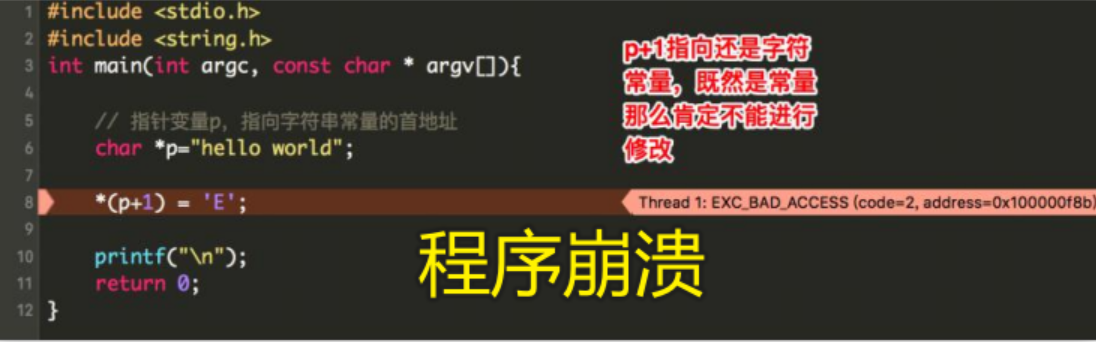 1 #include <stdio.h>
2 #include <string.h>
3 int main(int argc, const char * argv[]){
4
5 // 指针变量p，指向字符串常量的首地址
6 char *p="hello world";
7
8 *(p+1) = 'E';
Thread 1: EXC_BAD_ACCESS (code=2, address=0x100000f8b)
9
10 printf("\n");
11 return 0;
12 }
p+1指向还是字符
常量，既然是常量
那么肯定不能进行
修改
程序崩溃